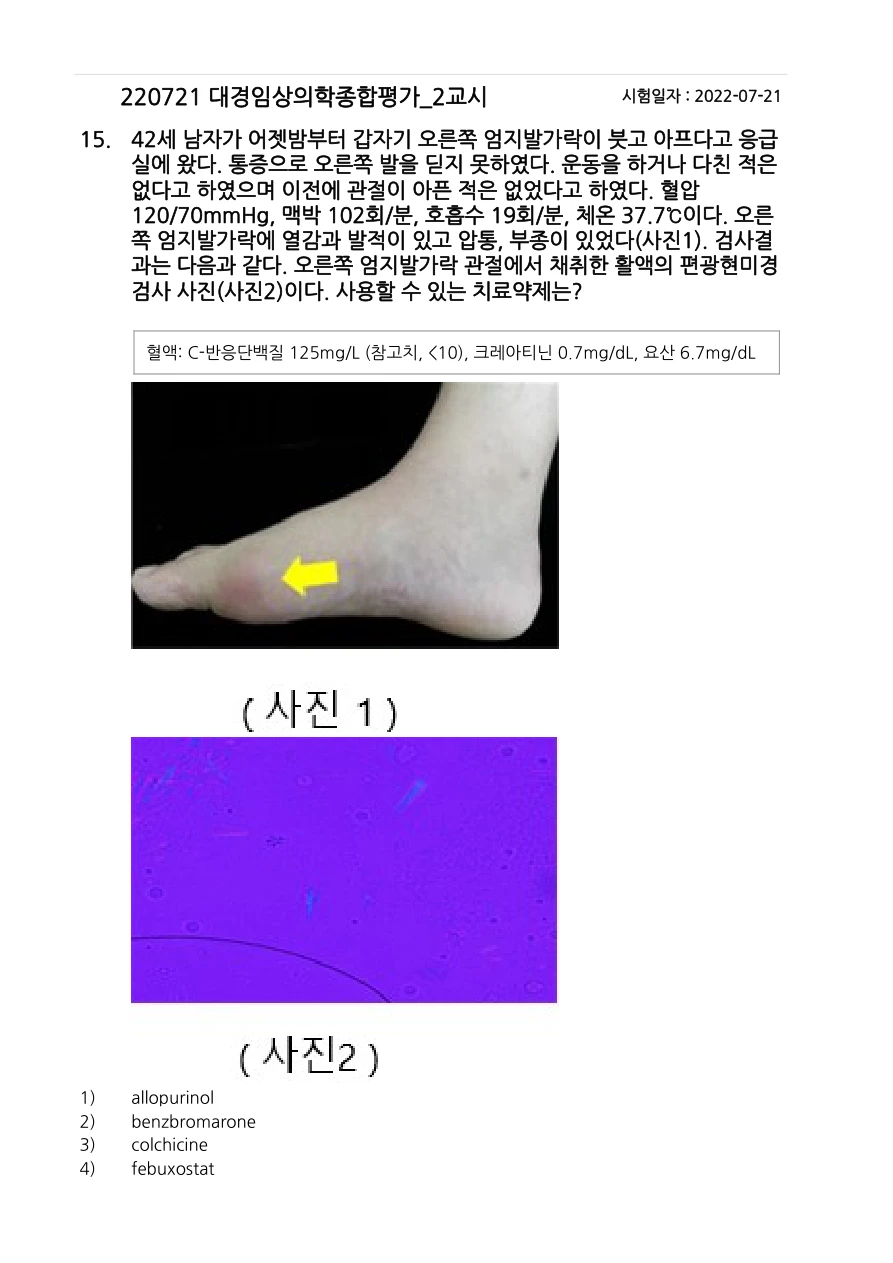 220721 대경임상의학종합평가_2교시
시험일자 : 2022-07-21
15. 42세 남자가 어젯밤부터 갑자기 오른쪽 엄지발가락이 붓고 아프다고 응급
실에 왔다. 통증으로 오른쪽 발을 딛지 못하였다. 운동을 하거나 다친 적은
없다고 하였으며 이전에 관절이 아픈 적은 없었다고 하였다. 혈압
120/70mmHg, 맥박 102회/분, 호흡수 19회/분, 체온 37.7℃이다. 오른
쪽 엄지발가락에 열감과 발적이 있고 압통, 부종이 있었다(사진1). 검사결
과는 다음과 같다. 오른쪽 엄지발가락 관절에서 채취한 활액의 편광현미경
검사 사진(사진2)이다. 사용할 수 있는 치료약제는?
혈액: C-반응단백질 125mg/L (참고치, <10), 크레아티닌 0.7mg/dL, 요산 6.7mg/dL
( 사진 1 )
( 사진2 )
1) allopurinol
2) benzbromarone
3) colchicine
4) febuxostat